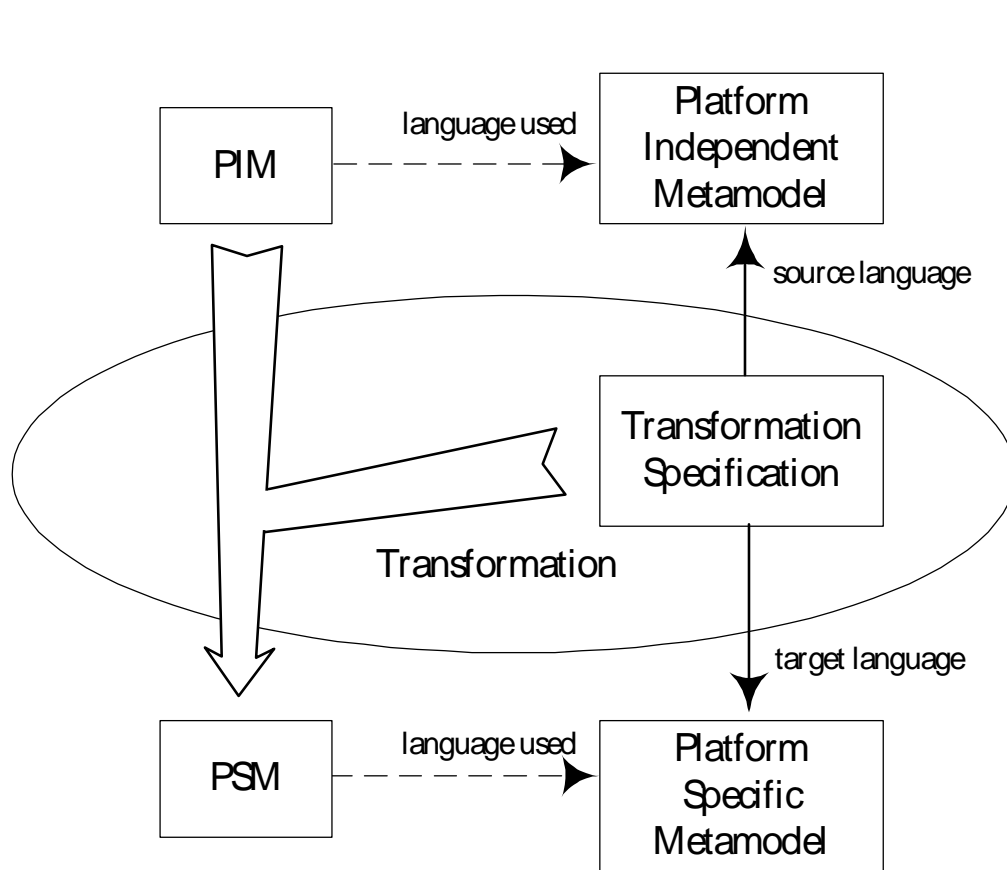 PIM
language used
Platform
Independent
Metamodel
source language
Transformation
Specification
Transformation
target language
PSM
language used
Platform
Specific
Metamodel